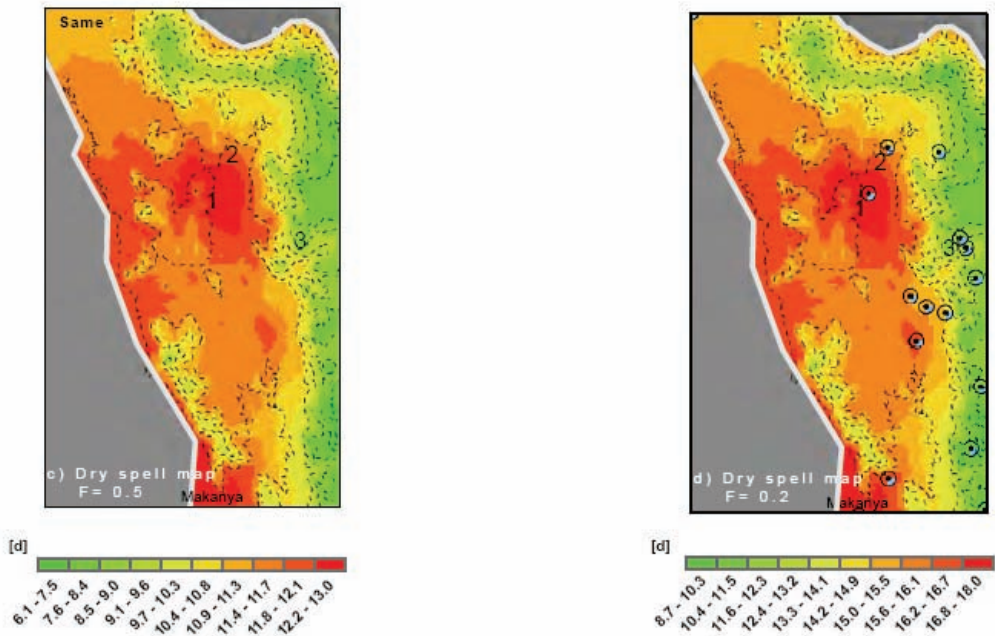 Same
2
1
3
c) Dry spell map
F= 0.5
Makanya
[d]
6.1 - 7.5
7.6 - 8.4
8.5 - 9.0
9.1 - 9.6
9.7 - 10.3
10.4 - 10.8
10.9 - 11.3
11.4 - 11.7
11.8 - 12.1
12.2 - 13.0
2
1
3
d) Dry spell map
F= 0.2
Makanya
[d]
8.7 - 10.3
10.4 - 11.5
11.6 - 12.3
12.4 - 13.2
13.3 - 14.1
14.2 - 14.9
15.0 - 15.5
15.6 - 16.1
16.2 - 16.7
16.8 - 18.0